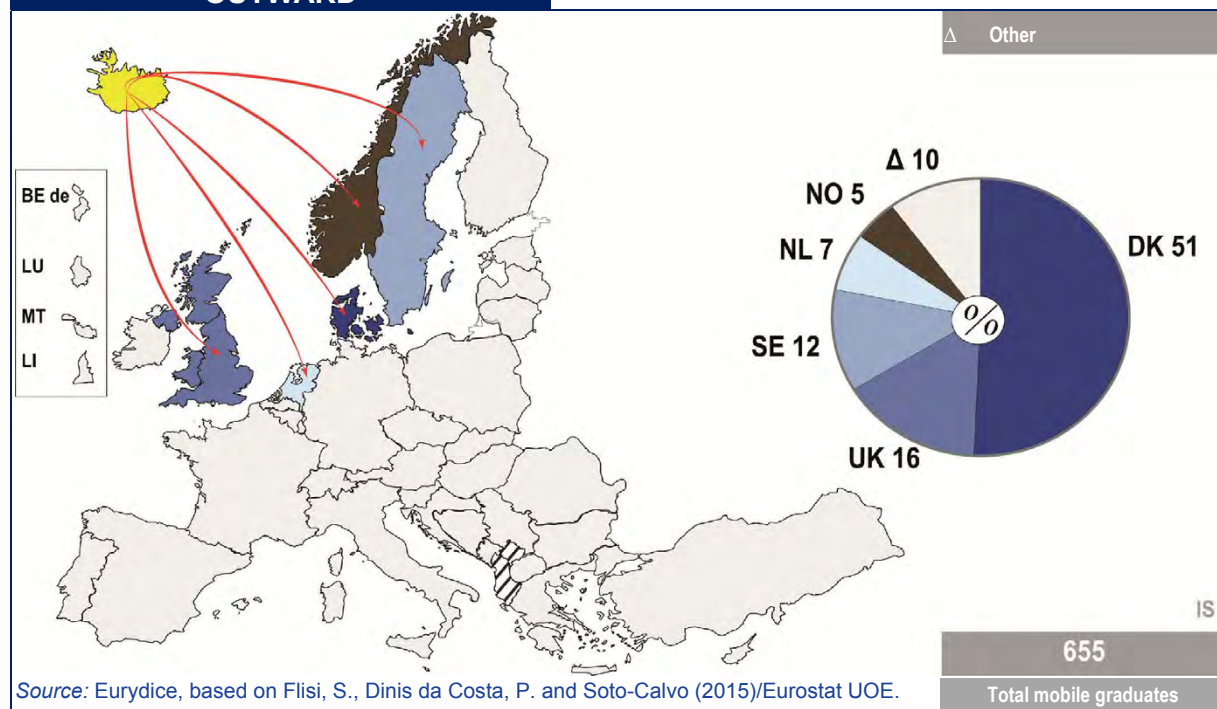 OUTWARD
Δ Other
BE de
LU
MT
LI
Δ 10
NO 5
NL 7
DK 51
SE 12
%
UK 16
IS
655
Total mobile graduates
Source: Eurydice, based on Flisi, S., Dinis da Costa, P. and Soto-Calvo (2015)/Eurostat UOE.